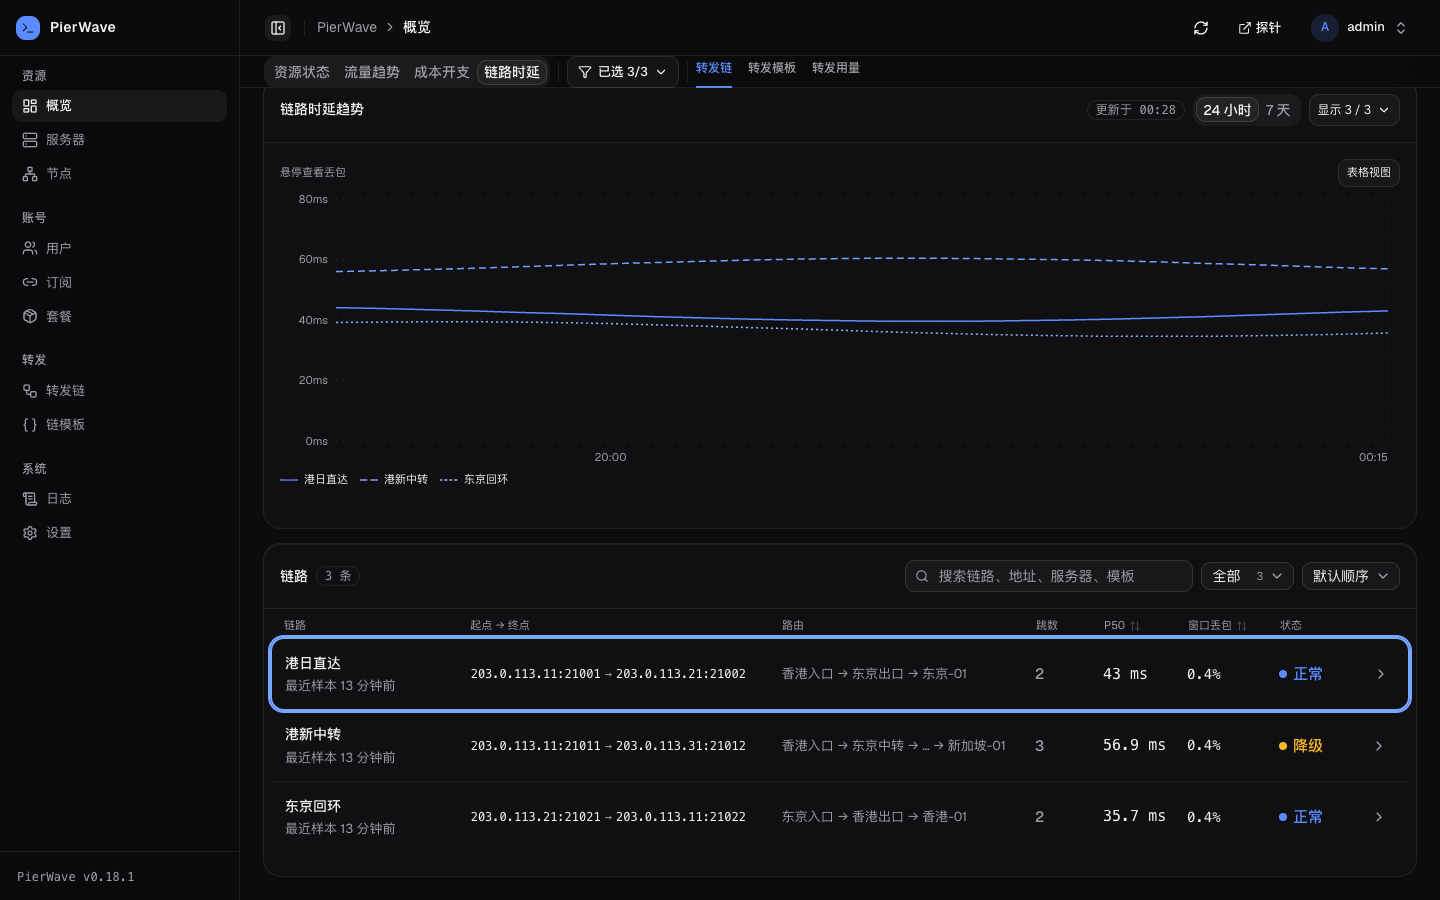 PierWave
PierWave > 概览
探针
A admin
资源
概览
服务器
节点
账号
用户
订阅
套餐
转发
转发链
链模板
系统
日志
设置
PierWave v0.18.1
资源状态 流量趋势 成本开支 链路时延
已选 3/3
转发链 转发模板 转发用量
链路时延趋势
更新于 00:28
24 小时 7 天
显示 3 / 3
悬停查看丢包
表格视图
80ms
60ms
40ms
20ms
0ms
20:00 00:15
港日直达 港新中转 东京回环
链路 3 条
搜索链路、地址、服务器、模板
全部 3
默认顺序
链路 起点 → 终点 路由 跳数 P50 ↑↓ 窗口丢包 ↑↓ 状态
港日直达
最近样本 13 分钟前
203.0.113.11:21001 → 203.0.113.21:21002 香港入口 → 东京出口 → 东京-01 2 43 ms 0.4% 正常
港新中转
最近样本 13 分钟前
203.0.113.11:21011 → 203.0.113.31:21012 香港入口 → 东京中转 → … → 新加坡-01 3 56.9 ms 0.4% 降级
东京回环
最近样本 13 分钟前
203.0.113.21:21021 → 203.0.113.11:21022 东京入口 → 香港出口 → 香港-01 2 35.7 ms 0.4% 正常